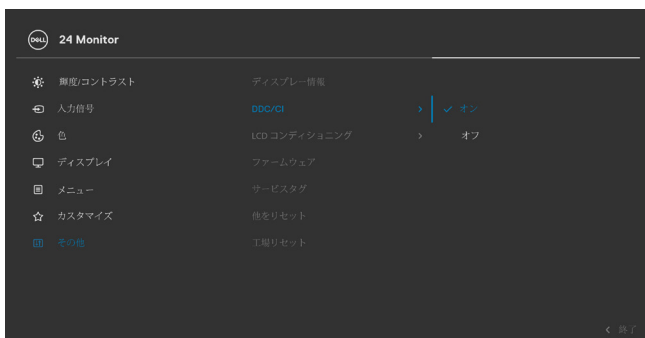 DELL 24 Monitor
輝度/コントラスト ディスプレー情報
入力信号 DDC/CI オン
色 LCD コンディショニング オフ
ディスプレイ ファームウェア
メニュー サービスタグ
カスタマイズ 他をリセット
その他 工場リセット
終了